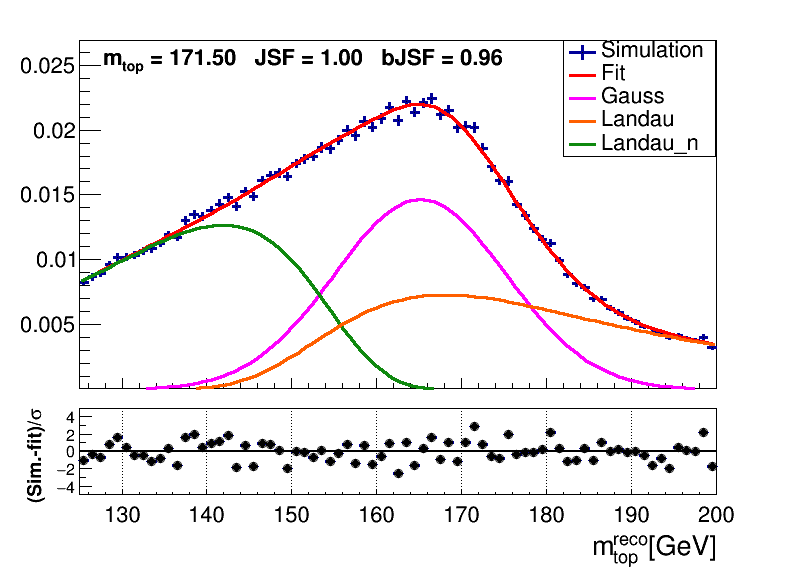 m_top = 171.50 JSF = 1.00 bJSF = 0.96
Simulation
Fit
Gauss
Landau
Landau_n
0.025
0.02
0.015
0.01
0.005
(Sim.-fit)/σ
4
2
0
−2
−4
130 140 150 160 170 180 190 200
m_top^reco[GeV]